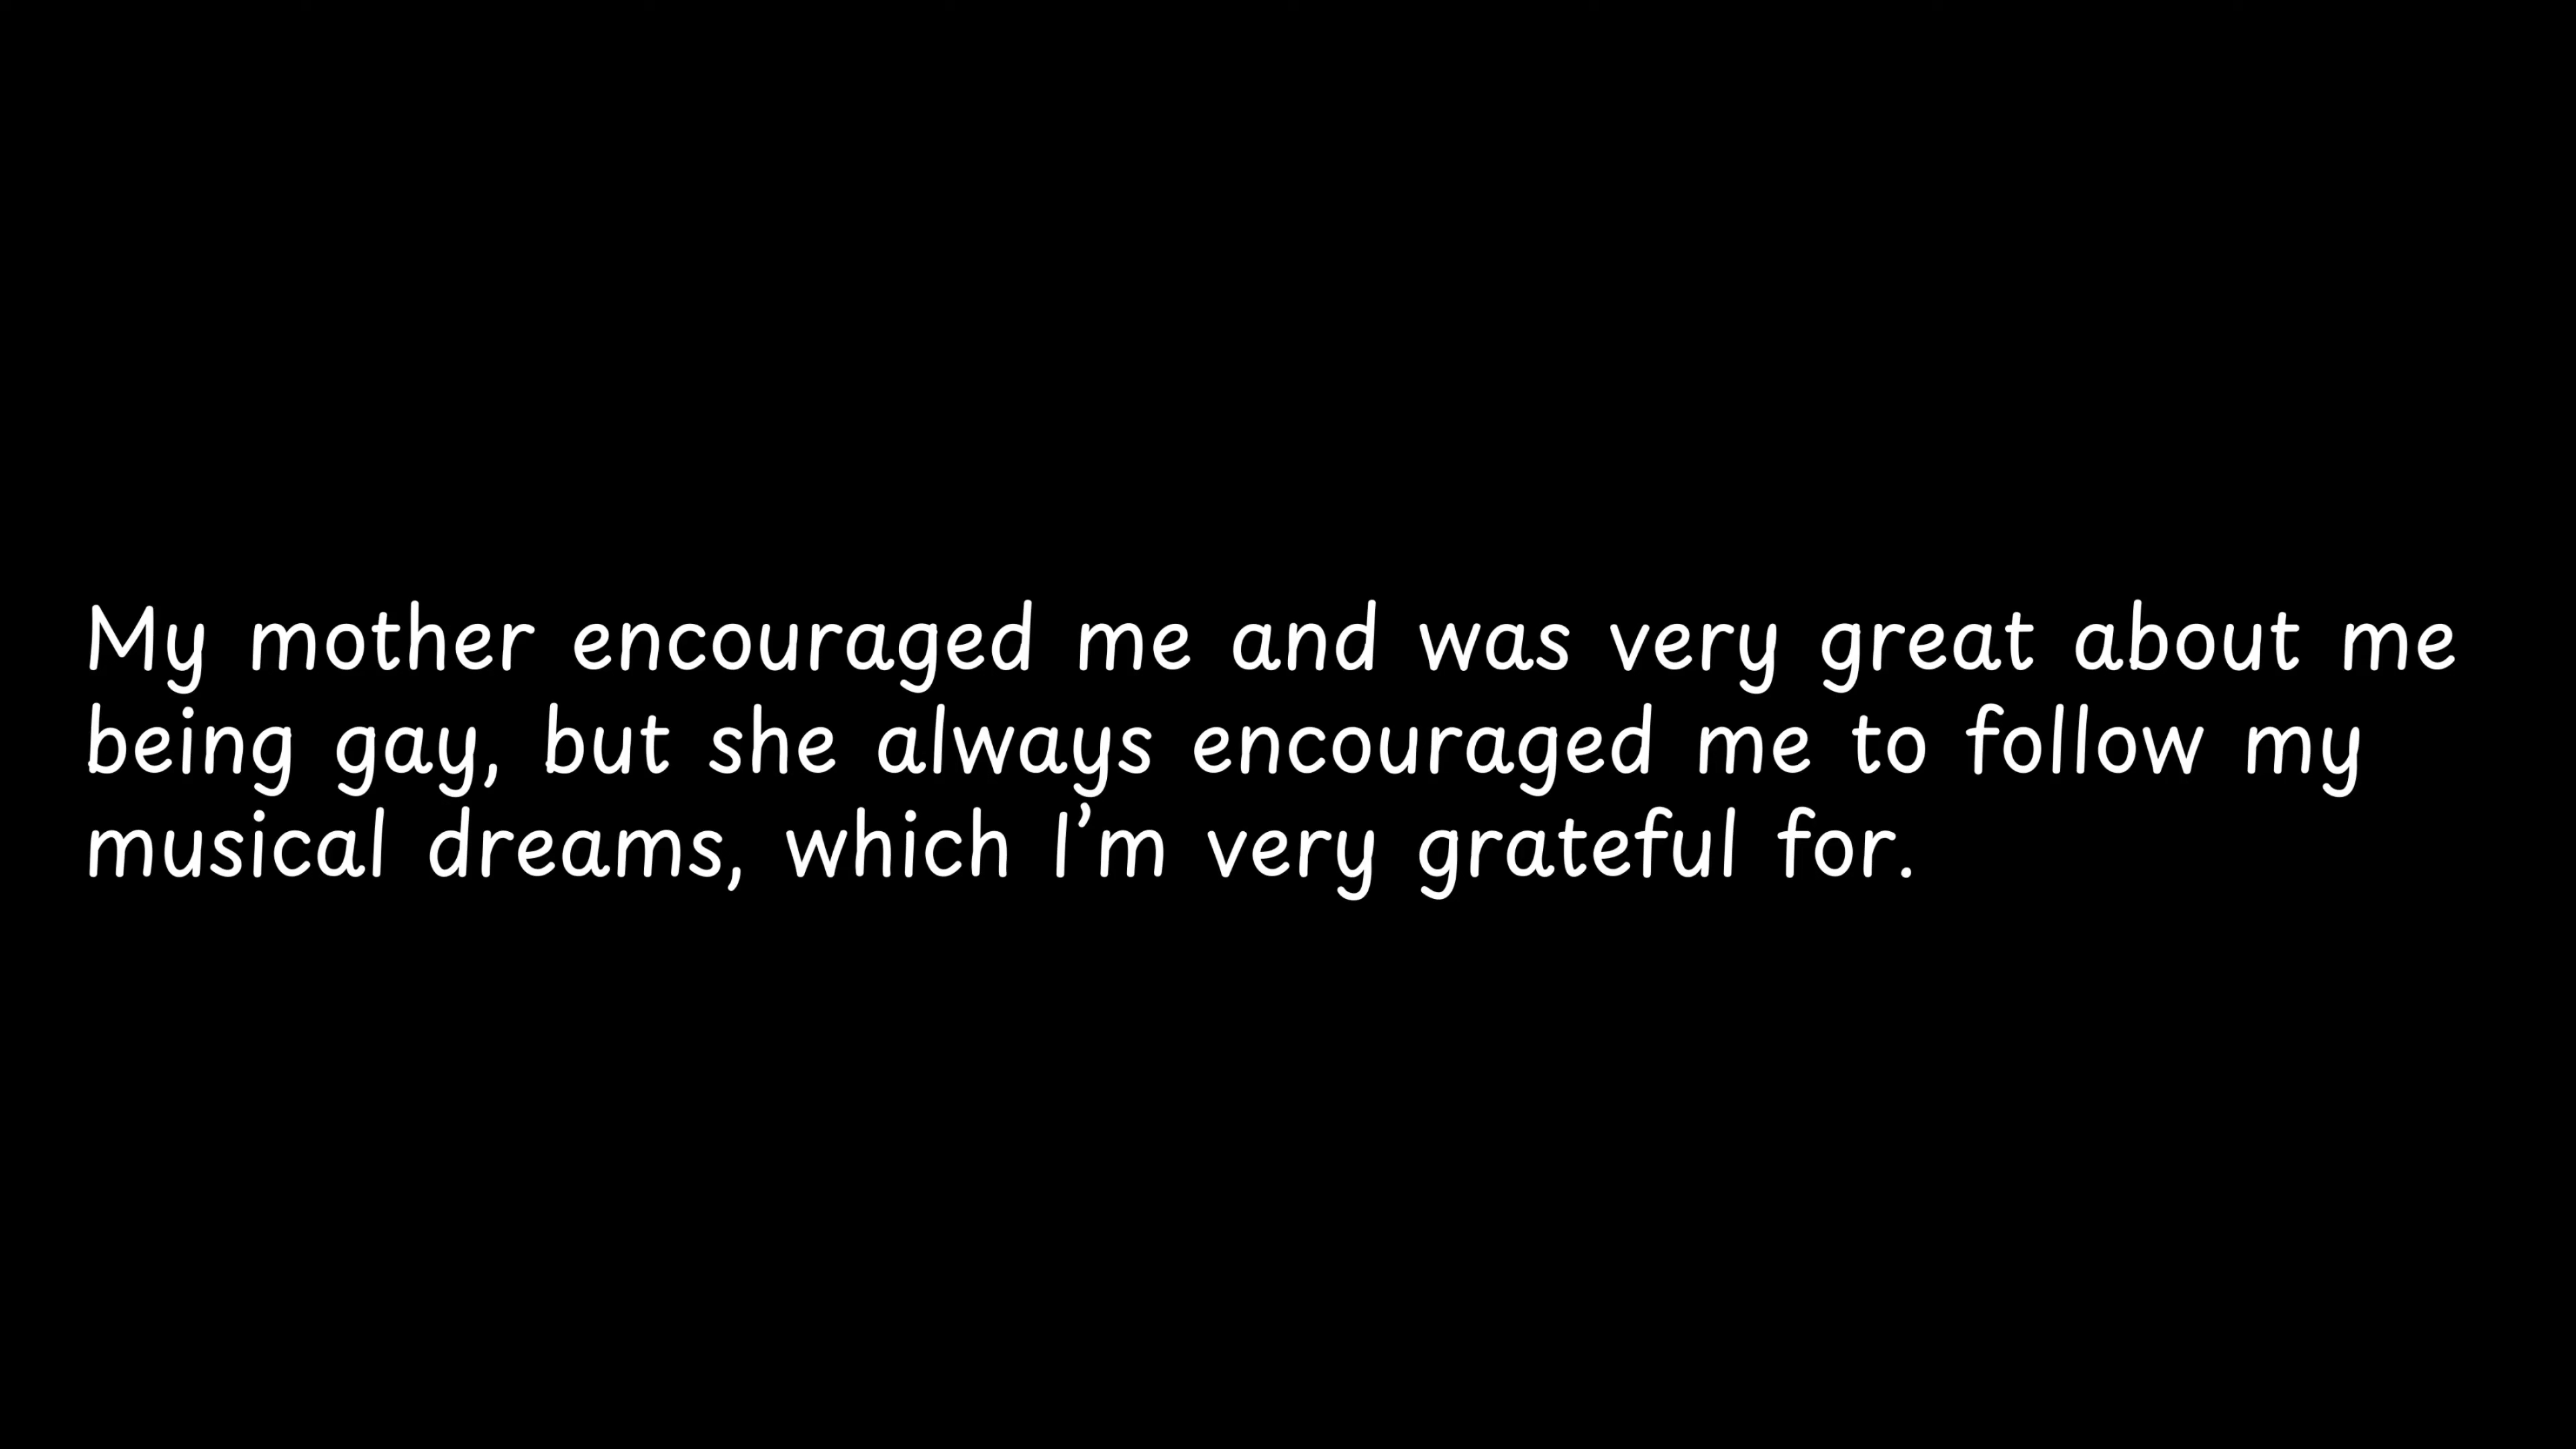 My mother encouraged me and was very great about me
being gay, but she always encouraged me to follow my
musical dreams, which I’m very grateful for.